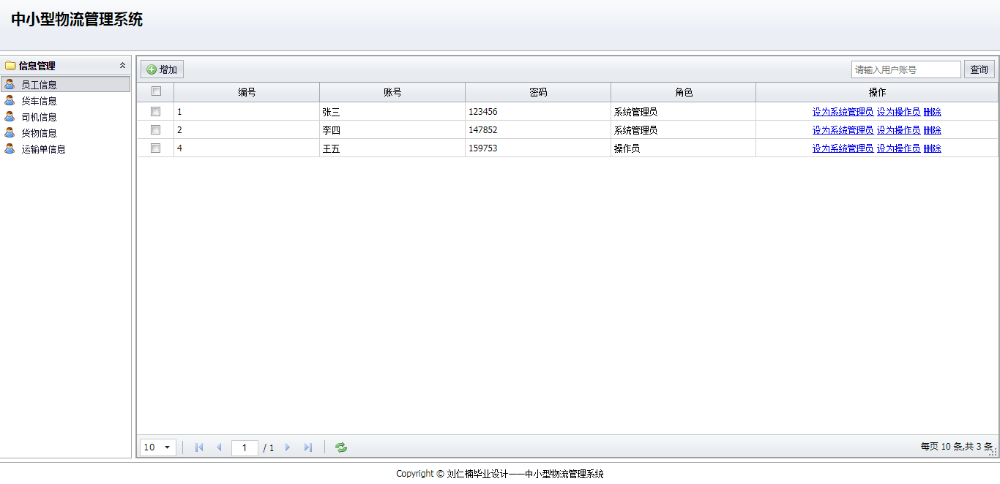 中小型物流管理系统
信息管理
员工信息
货车信息
司机信息
货物信息
运输单信息
增加
请输入用户账号 查询
编号 账号 密码 角色 操作
1 张三 123456 系统管理员 设为系统管理员 设为操作员 删除
2 李四 147852 系统管理员 设为系统管理员 设为操作员 删除
4 王五 159753 操作员 设为系统管理员 设为操作员 删除
10 1 / 1 每页 10 条,共 3 条
Copyright © 刘仁楠毕业设计——中小型物流管理系统